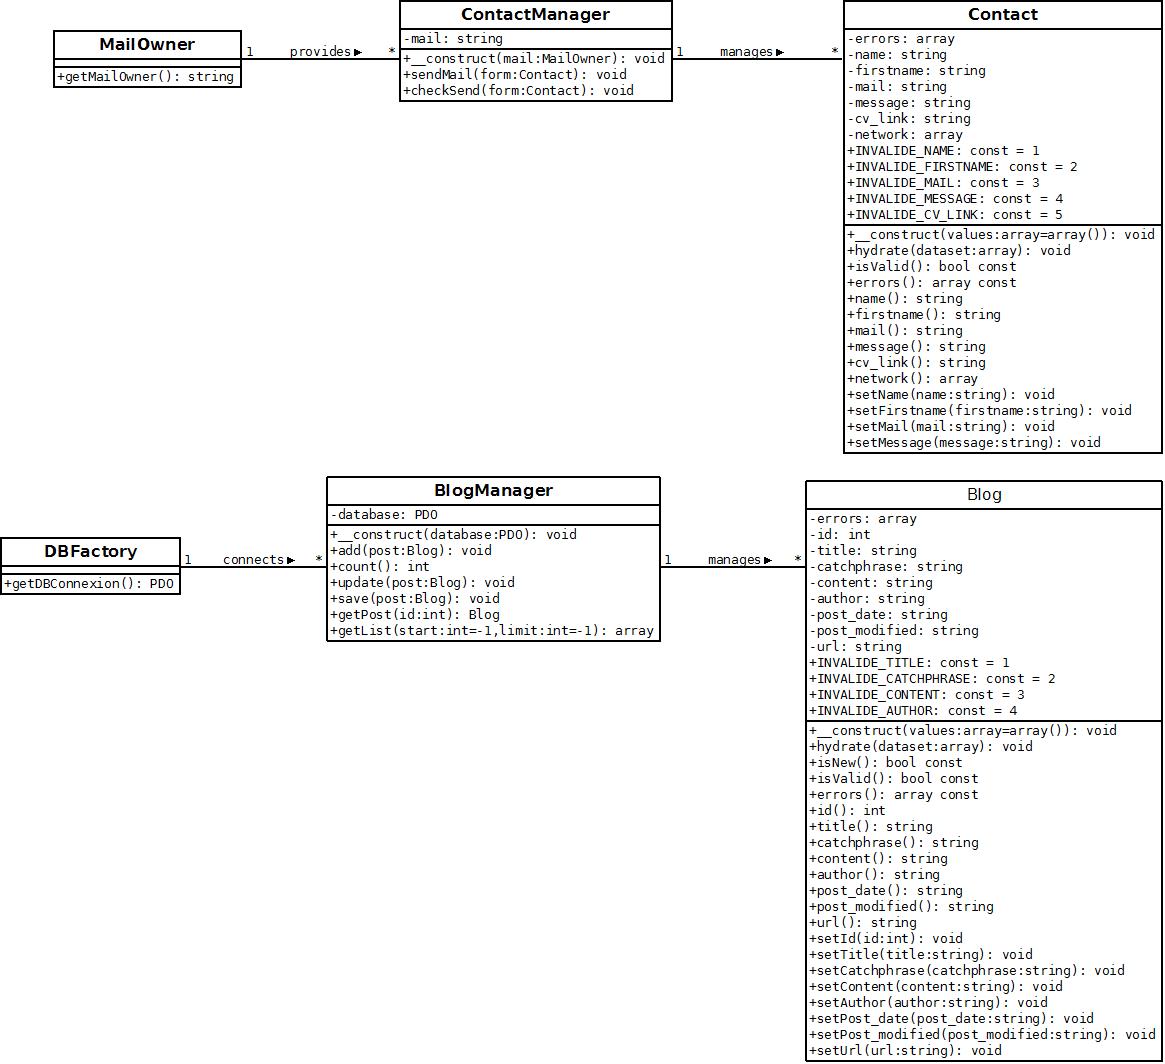 MailOwner
+getMailOwner(): string
1 provides► *
ContactManager
-mail: string
+__construct(mail:MailOwner): void
+sendMail(form:Contact): void
+checkSend(form:Contact): void
1 manages► *
Contact
-errors: array
-name: string
-firstname: string
-mail: string
-message: string
-cv_link: string
-network: array
+INVALIDE_NAME: const = 1
+INVALIDE_FIRSTNAME: const = 2
+INVALIDE_MAIL: const = 3
+INVALIDE_MESSAGE: const = 4
+INVALIDE_CV_LINK: const = 5
+__construct(values:array=array()): void
+hydrate(dataset:array): void
+isValid(): bool const
+errors(): array const
+name(): string
+firstname(): string
+mail(): string
+message(): string
+cv_link(): string
+network(): array
+setName(name:string): void
+setFirstname(firstname:string): void
+setMail(mail:string): void
+setMessage(message:string): void
DBFactory
+getDBConnexion(): PDO
1 connects► *
BlogManager
-database: PDO
+__construct(database:PDO): void
+add(post:Blog): void
+count(): int
+update(post:Blog): void
+save(post:Blog): void
+getPost(id:int): Blog
+getList(start:int=-1,limit:int=-1): array
1 manages► *
Blog
-errors: array
-id: int
-title: string
-catchphrase: string
-content: string
-author: string
-post_date: string
-post_modified: string
-url: string
+INVALIDE_TITLE: const = 1
+INVALIDE_CATCHPHRASE: const = 2
+INVALIDE_CONTENT: const = 3
+INVALIDE_AUTHOR: const = 4
+__construct(values:array=array()): void
+hydrate(dataset:array): void
+isNew(): bool const
+isValid(): bool const
+errors(): array const
+id(): int
+title(): string
+catchphrase(): string
+content(): string
+author(): string
+post_date(): string
+post_modified(): string
+url(): string
+setId(id:int): void
+setTitle(title:string): void
+setCatchphrase(catchphrase:string): void
+setContent(content:string): void
+setAuthor(author:string): void
+setPost_date(post_date:string): void
+setPost_modified(post_modified:string): void
+setUrl(url:string): void